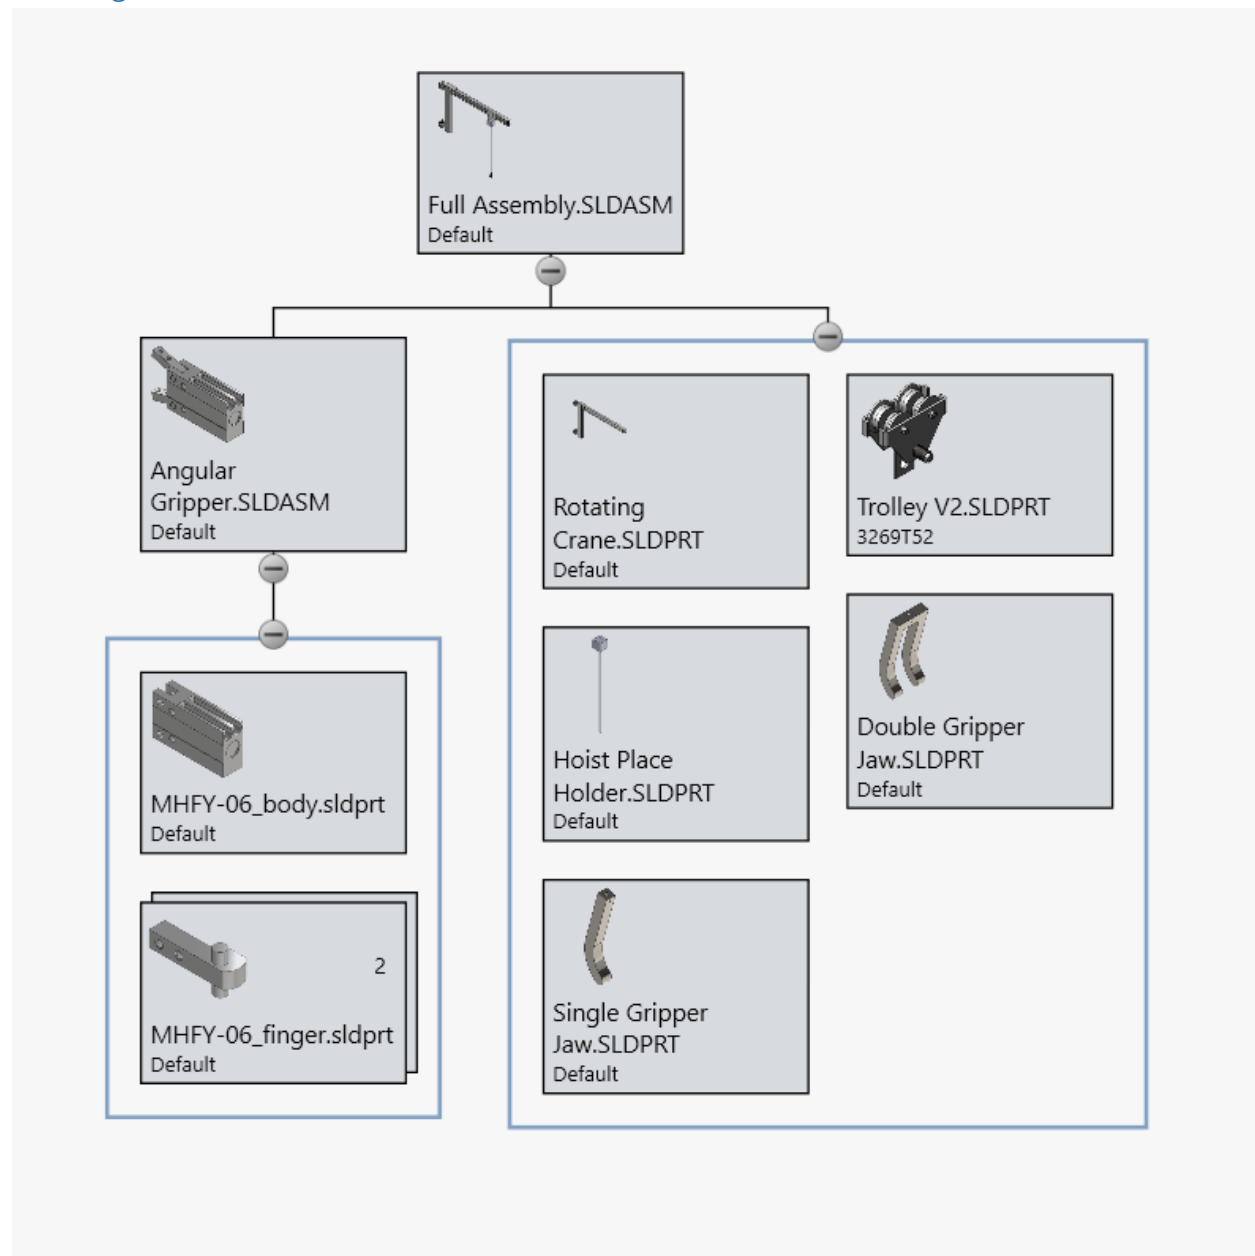 Full Assembly.SLDASM
Default
Angular
Gripper.SLDASM
Default
MHFY-06_body.sldprt
Default
2
MHFY-06_finger.sldprt
Default
Rotating
Crane.SLDPRT
Default
Trolley V2.SLDPRT
3269T52
Hoist Place
Holder.SLDPRT
Default
Double Gripper
Jaw.SLDPRT
Default
Single Gripper
Jaw.SLDPRT
Default